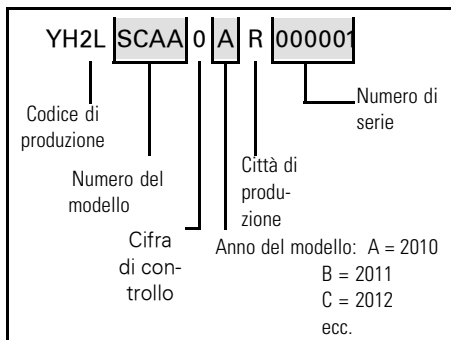 YH2L SCAA 0 A R 000001
Codice di
produzione
Numero di
serie
Numero del
modello
Città di
produ-
zione
Cifra
di con-
trollo
Anno del modello: A = 2010
B = 2011
C = 2012
ecc.